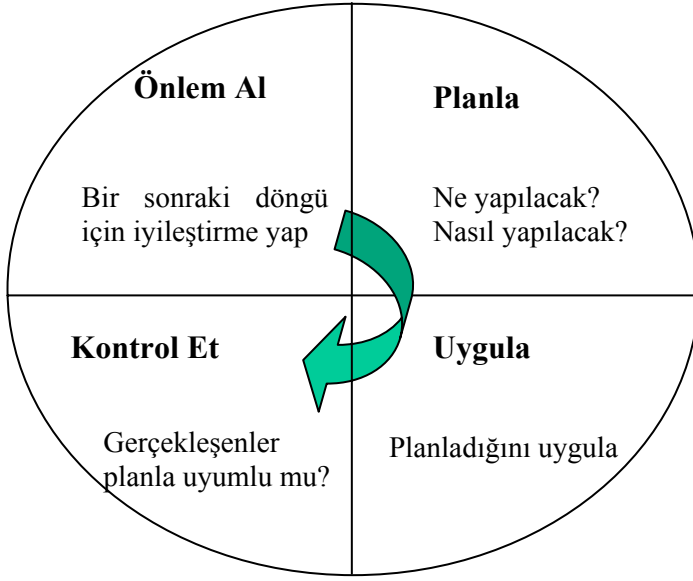 Önlem Al
Bir sonraki döngü
için iyileştirme yap
Planla
Ne yapılacak?
Nasıl yapılacak?
Kontrol Et
Gerçekleşenler
planla uyumlu mu?
Uygula
Planladığını uygula